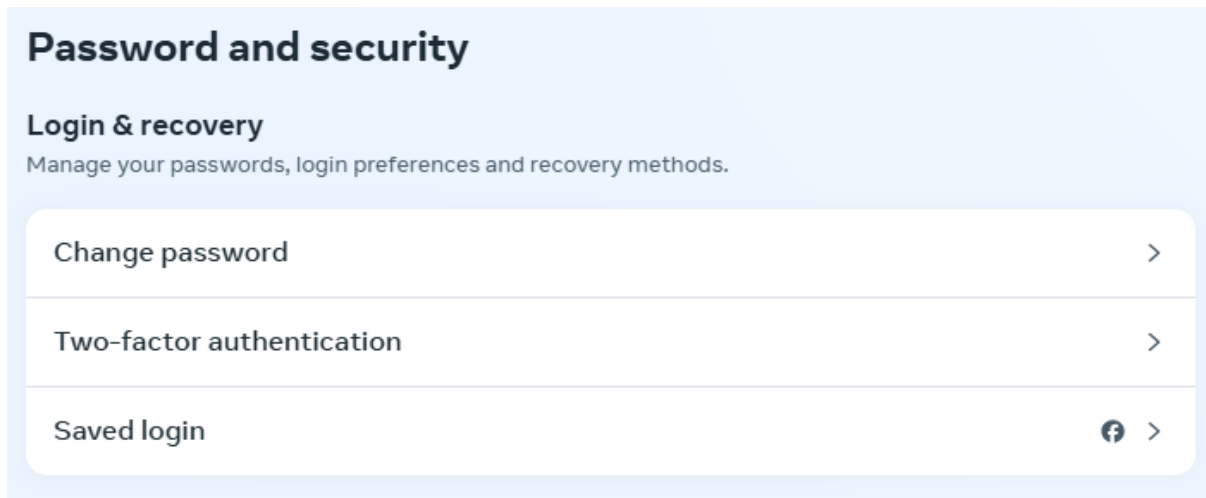 Password and security
Login & recovery
Manage your passwords, login preferences and recovery methods.
Change password
Two-factor authentication
Saved login